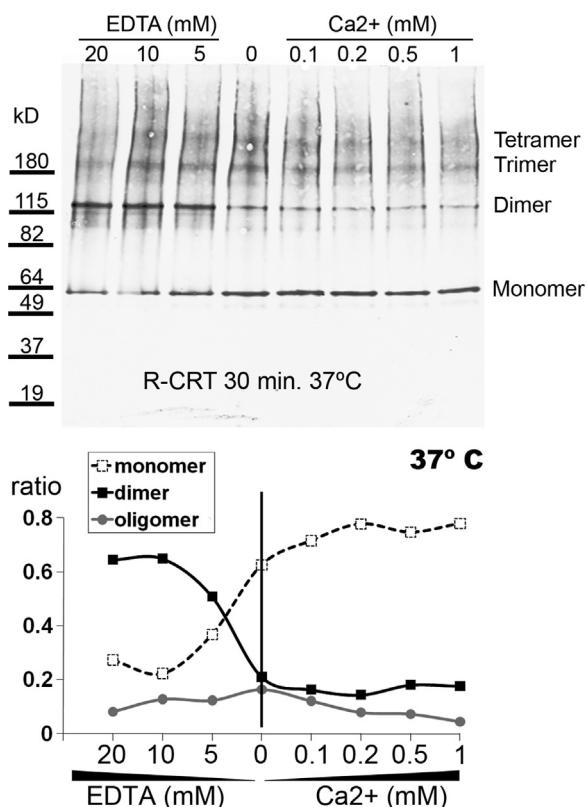 EDTA (mM) Ca2+ (mM)
20 10 5 0 0.1 0.2 0.5 1
kD
Tetramer
180 Trimer
115 Dimer
82
64 Monomer
49
37
19
R-CRT 30 min. 37ºC
37º C
monomer
dimer
oligomer
ratio
0.8
0.6
0.4
0.2
0
20 10 5 0 0.1 0.2 0.5 1
EDTA (mM) Ca2+ (mM)